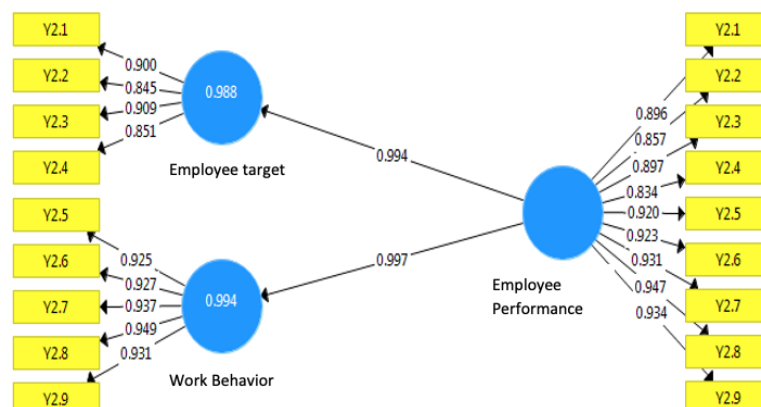 Y2.1
Y2.2
Y2.3
Y2.4
0.900
0.845
0.909
0.851
0.988
Employee target
Y2.5
Y2.6
Y2.7
Y2.8
Y2.9
0.925
0.927
0.937
0.949
0.931
0.994
Work Behavior
0.994
0.997
Employee
Performance
0.896
0.857
0.897
0.834
0.920
0.923
0.931
0.947
0.934
Y2.1
Y2.2
Y2.3
Y2.4
Y2.5
Y2.6
Y2.7
Y2.8
Y2.9